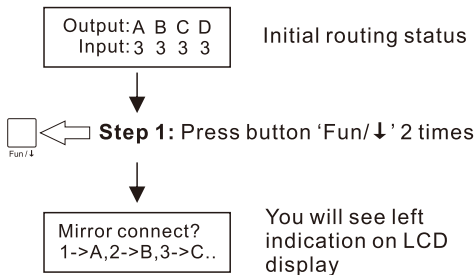 Output: A B C D
Input: 3 3 3 3
Initial routing status
Fun/↓
Step 1: Press button ‘Fun/↓’ 2 times
Mirror connect?
1->A,2->B,3->C..
You will see left
indication on LCD
display